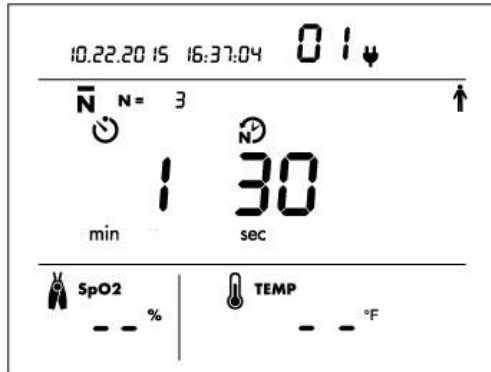 10.22.2015 16:37:04 01
N N = 3
N
1 30
min sec
SpO2 TEMP
-- % -- °F